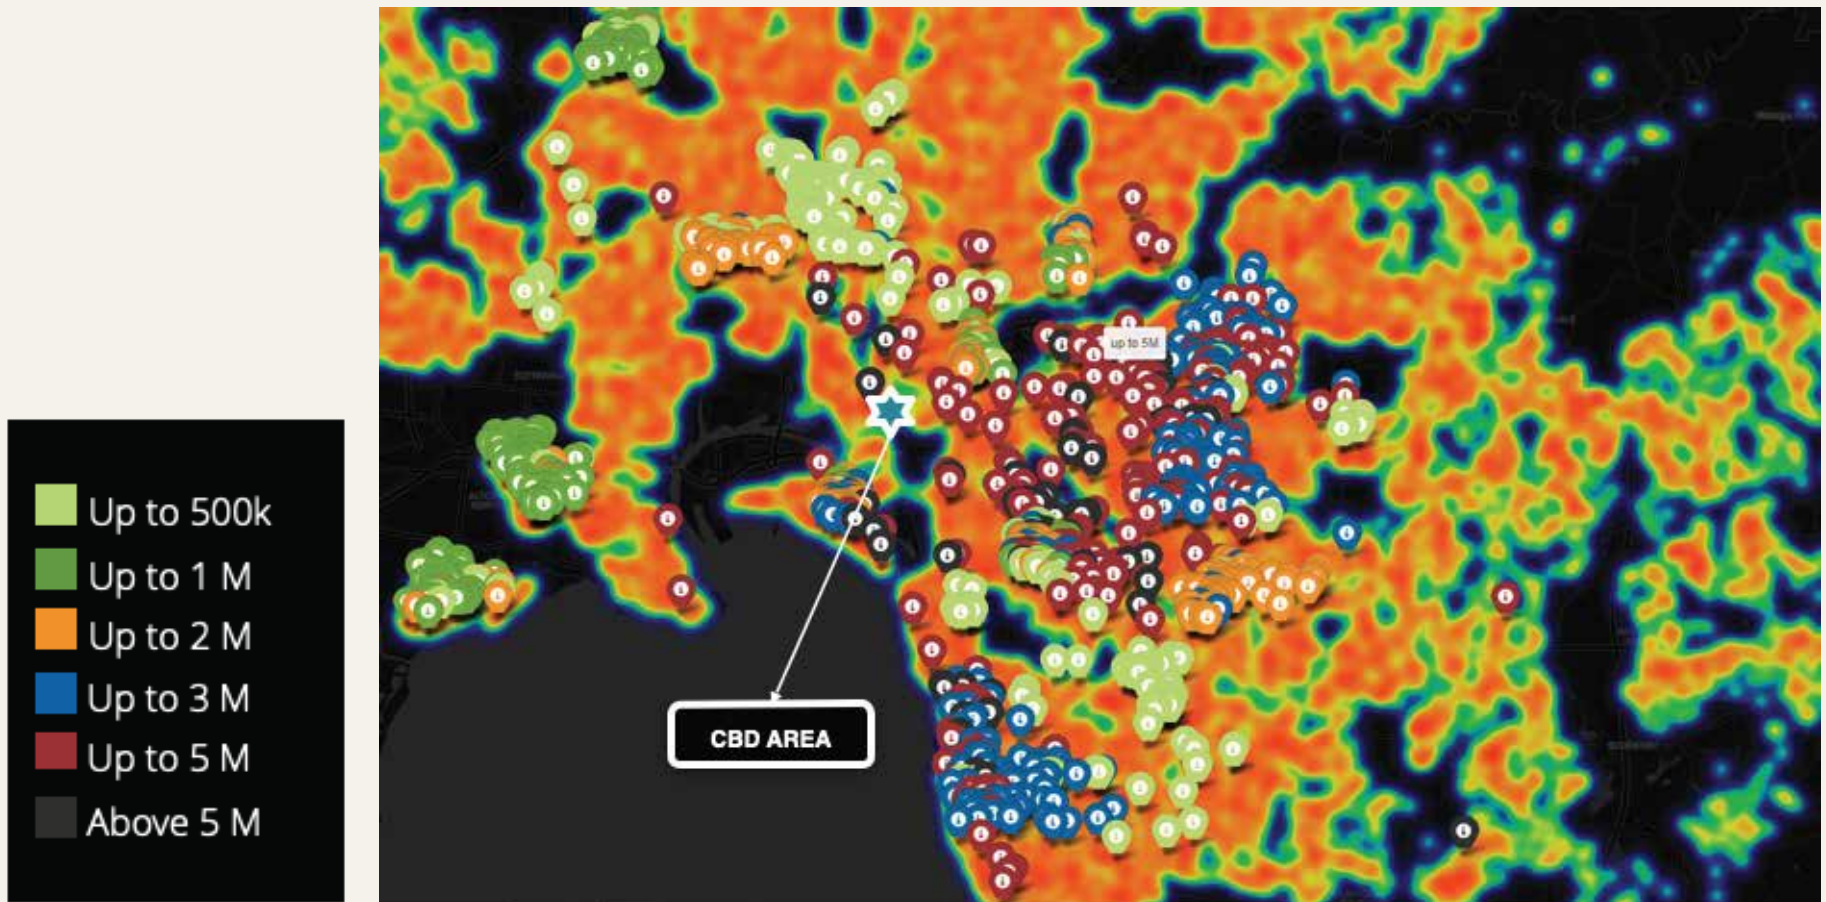 Up to 500k
Up to 1 M
Up to 2 M
Up to 3 M
Up to 5 M
Above 5 M
up to 5M
CBD AREA